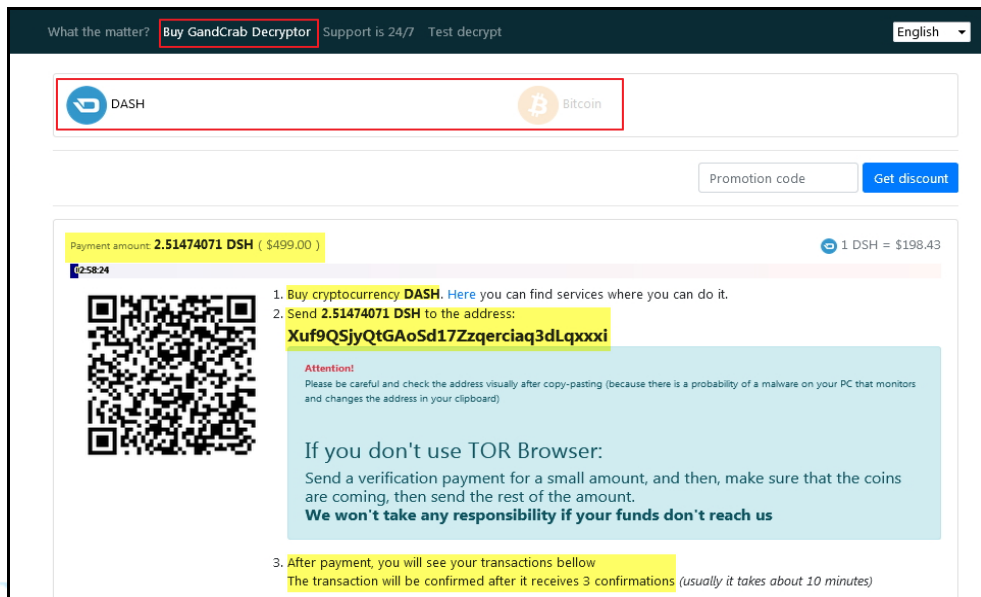 What the matter? Buy GandCrab Decryptor Support is 24/7 Test decrypt English
DASH Bitcoin
Promotion code Get discount
Payment amount: 2.51474071 DSH ( $499.00 ) 1 DSH = $198.43
02:58:24
1. Buy cryptocurrency DASH. Here you can find services where you can do it.
2. Send 2.51474071 DSH to the address:
Xuf9QSjyQtGAoSd17Zzqerciaq3dLqxxxi
Attention!
Please be careful and check the address visually after copy-pasting (because there is a probability of a malware on your PC that monitors
and changes the address in your clipboard)
If you don't use TOR Browser:
Send a verification payment for a small amount, and then, make sure that the coins
are coming, then send the rest of the amount.
We won't take any responsibility if your funds don't reach us
3. After payment, you will see your transactions bellow
The transaction will be confirmed after it receives 3 confirmations (usually it takes about 10 minutes)